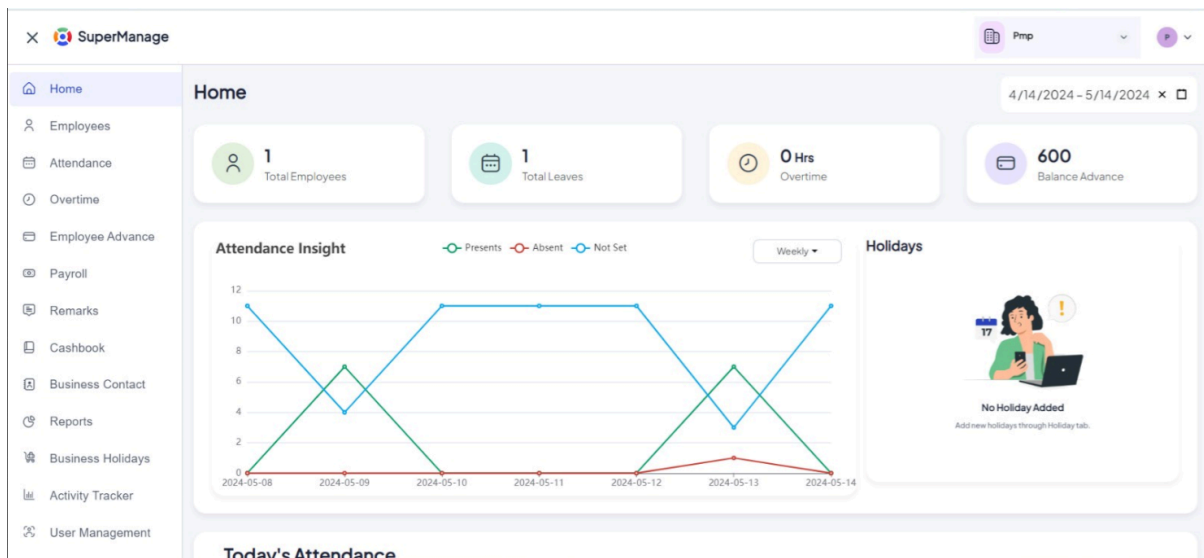 SuperManage
Pmp
P
Home
Employees
Attendance
Overtime
Employee Advance
Payroll
Remarks
Cashbook
Business Contact
Reports
Business Holidays
Activity Tracker
User Management
Home
4/14/2024 – 5/14/2024
1
Total Employees
1
Total Leaves
0 Hrs
Overtime
600
Balance Advance
Attendance Insight
Presents Absent Not Set
Weekly
12
10
8
6
4
2
0
2024-05-08 2024-05-09 2024-05-10 2024-05-11 2024-05-12 2024-05-13 2024-05-14
Holidays
17
!
No Holiday Added
Add new holidays through Holiday tab.
Today's Attendance